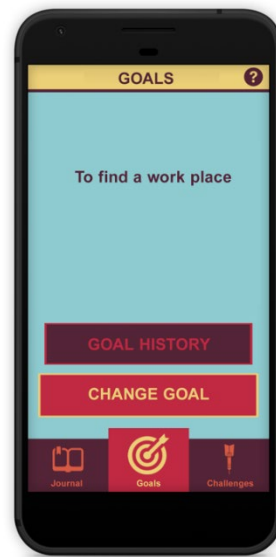 GOALS ?
To find a work place
GOAL HISTORY
CHANGE GOAL
Journal Goals Challenges